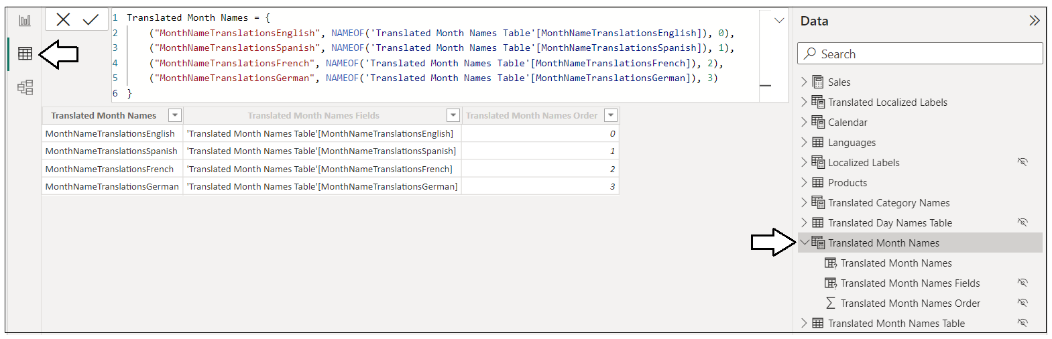 1 Translated Month Names = {
2 ("MonthNameTranslationsEnglish", NAMEOF('Translated Month Names Table'[MonthNameTranslationsEnglish]), 0),
3 ("MonthNameTranslationsSpanish", NAMEOF('Translated Month Names Table'[MonthNameTranslationsSpanish]), 1),
4 ("MonthNameTranslationsFrench", NAMEOF('Translated Month Names Table'[MonthNameTranslationsFrench]), 2),
5 ("MonthNameTranslationsGerman", NAMEOF('Translated Month Names Table'[MonthNameTranslationsGerman]), 3)
6 }
Translated Month Names Translated Month Names Fields Translated Month Names Order
MonthNameTranslationsEnglish 'Translated Month Names Table'[MonthNameTranslationsEnglish] 0
MonthNameTranslationsSpanish 'Translated Month Names Table'[MonthNameTranslationsSpanish] 1
MonthNameTranslationsFrench 'Translated Month Names Table'[MonthNameTranslationsFrench] 2
MonthNameTranslationsGerman 'Translated Month Names Table'[MonthNameTranslationsGerman] 3
Data
Search
Sales
Translated Localized Labels
Calendar
Languages
Localized Labels
Products
Translated Category Names
Translated Day Names Table
Translated Month Names
Translated Month Names
Translated Month Names Fields
Translated Month Names Order
Translated Month Names Table